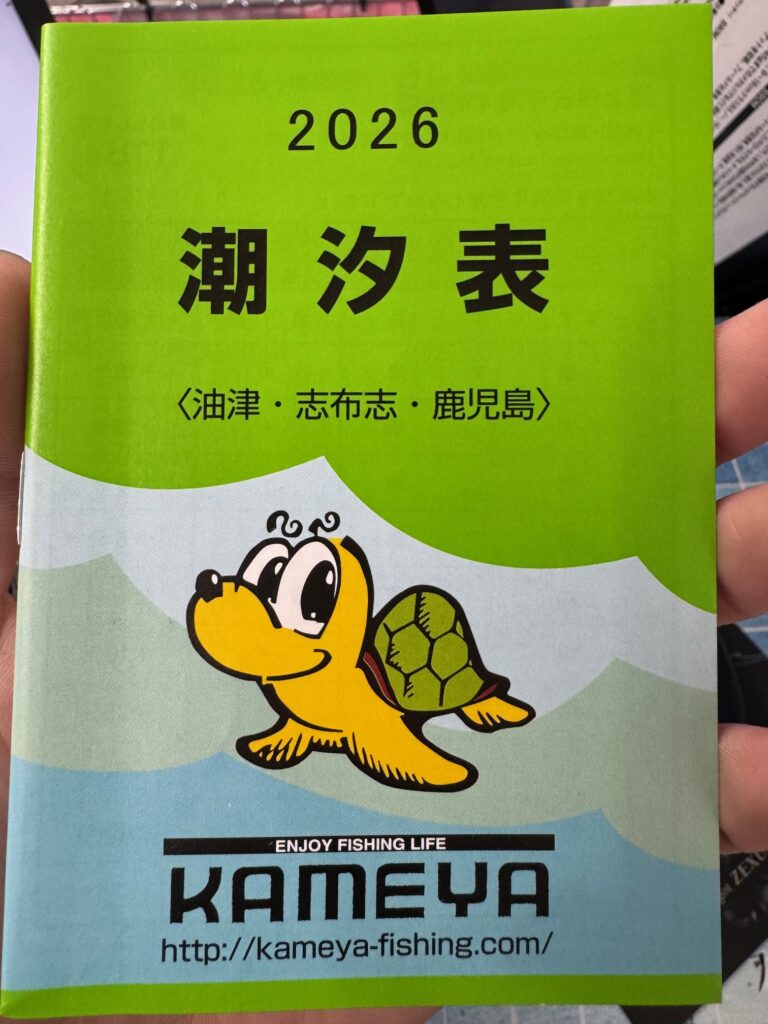 2026
潮汐表
〈油津・志布志・鹿児島〉
ENJOY FISHING LIFE
KAMEYA
http://kameya-fishing.com/
ZEXU